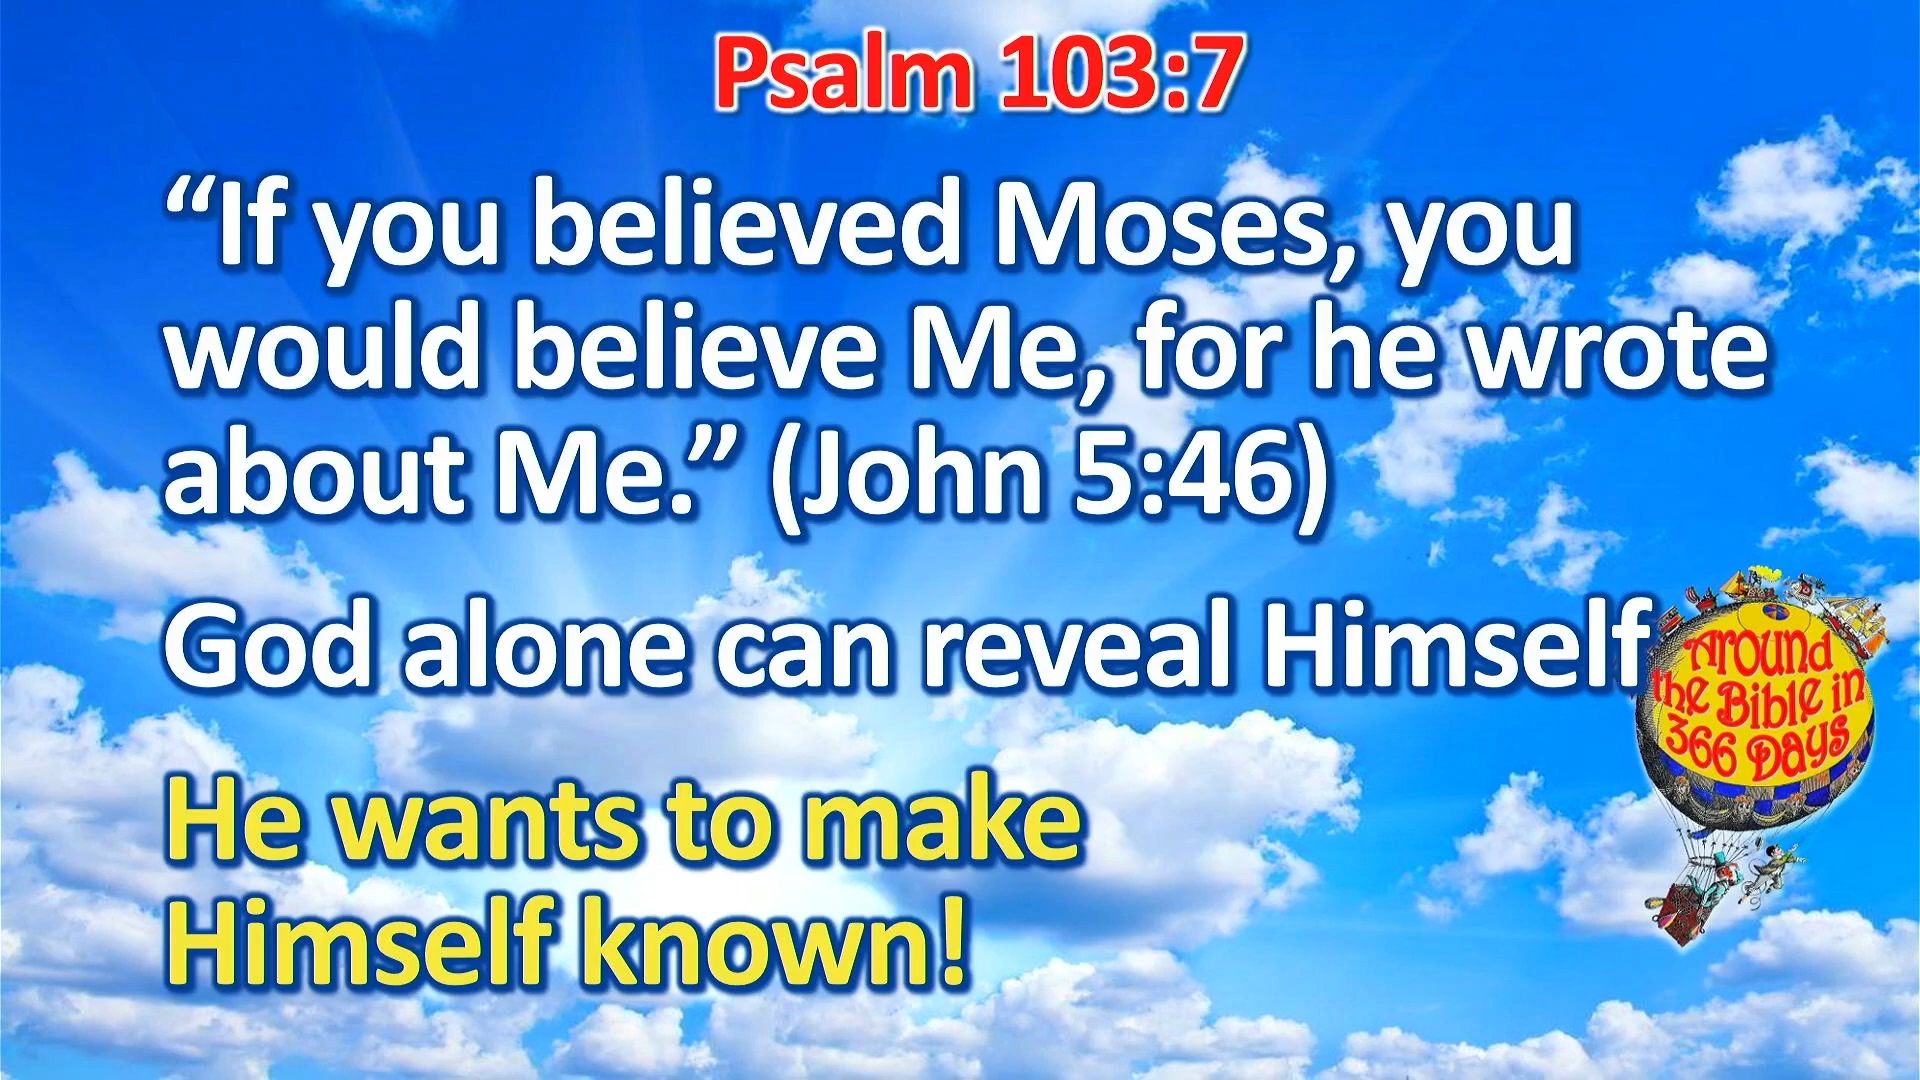 Psalm 103:7
“If you believed Moses, you
would believe Me, for he wrote
about Me.” (John 5:46)
God alone can reveal Himself
Around
the Bible in
366 Days
He wants to make
Himself known!